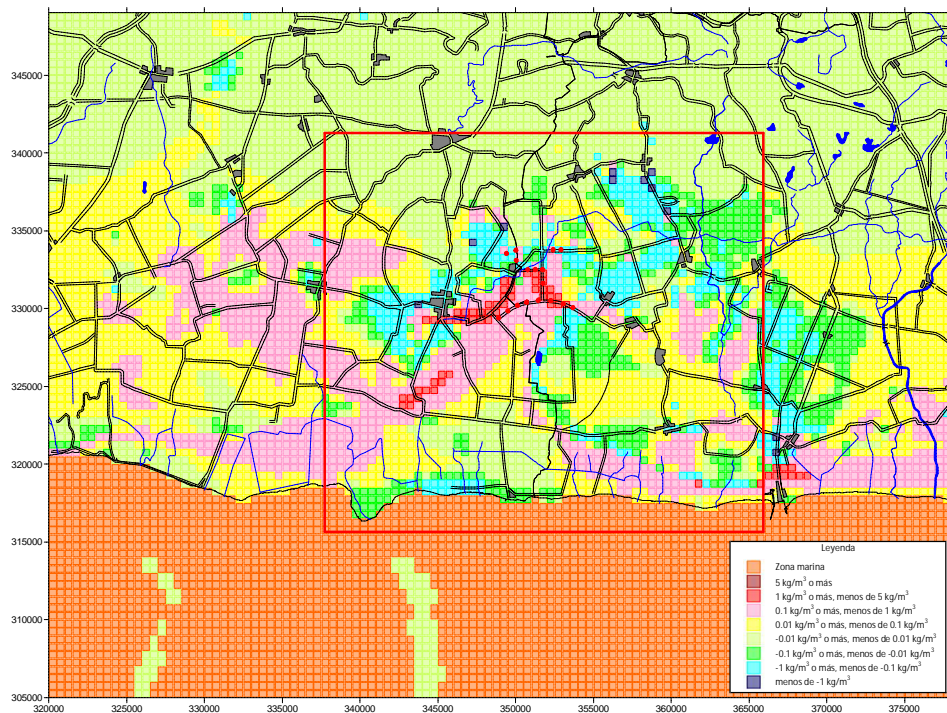 345000
340000
335000
330000
325000
320000
315000
310000
305000
320000 325000 330000 335000 340000 345000 350000 355000 360000 365000 370000 375000
Leyenda
Zona marina
5 kg/m³ o más
1 kg/m³ o más, menos de 5 kg/m³
0.1 kg/m³ o más, menos de 1 kg/m³
0.01 kg/m³ o más, menos de 0.1 kg/m³
-0.01 kg/m³ o más, menos de 0.01 kg/m³
-0.1 kg/m³ o más, menos de -0.01 kg/m³
-1 kg/m³ o más, menos de -0.1 kg/m³
menos de -1 kg/m³